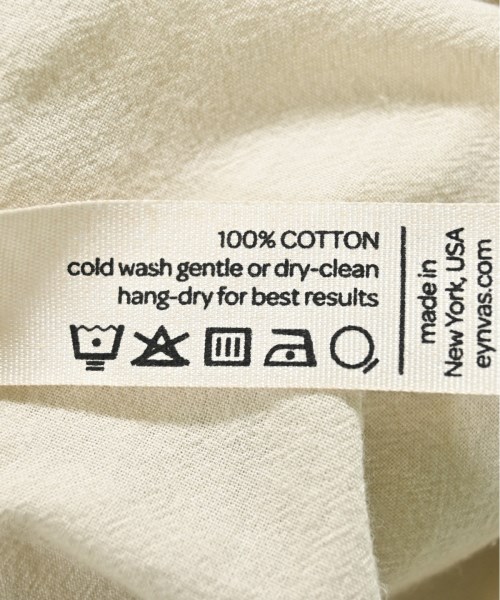 100% COTTON
cold wash gentle or dry-clean
hang-dry for best results
made in
New York, USA
eynvas.com